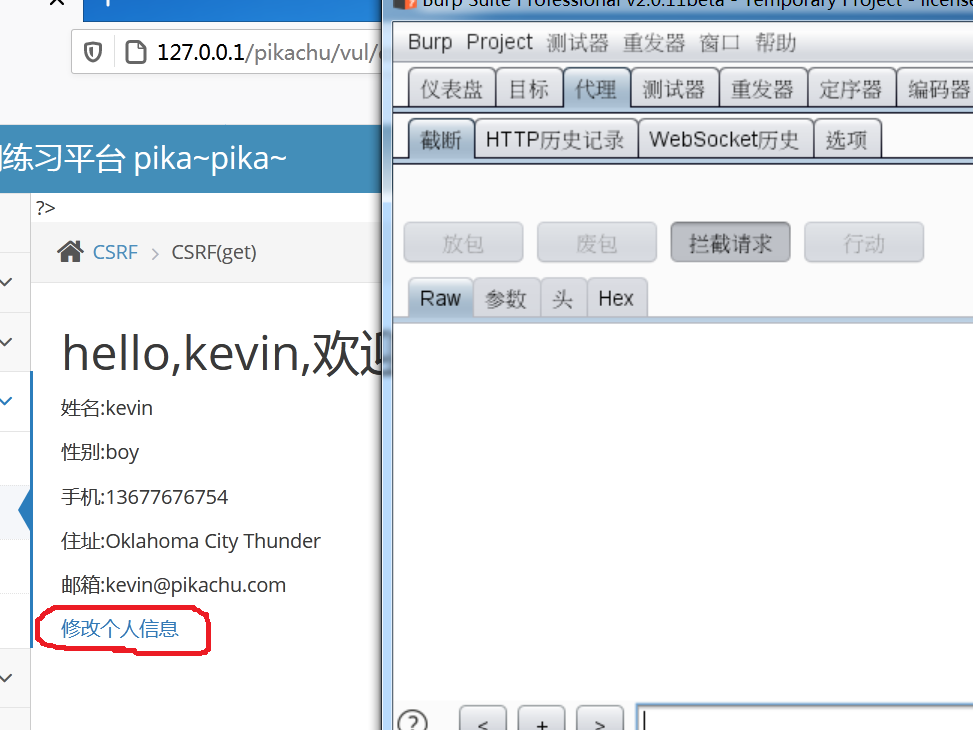 Burp Suite Professional v2.0.11beta - Temporary Project - license
127.0.0.1/pikachu/vul/
Burp Project 测试器 重发器 窗口 帮助
仪表盘 目标 代理 测试器 重发器 定序器 编码器
截断 HTTP历史记录 WebSocket历史 选项
练习平台 pika~pika~
?>
CSRF > CSRF(get)
放包 废包 拦截请求 行动
Raw 参数 头 Hex
hello,kevin,欢迎
姓名:kevin
性别:boy
手机:13677676754
住址:Oklahoma City Thunder
邮箱:kevin@pikachu.com
修改个人信息
? < + >